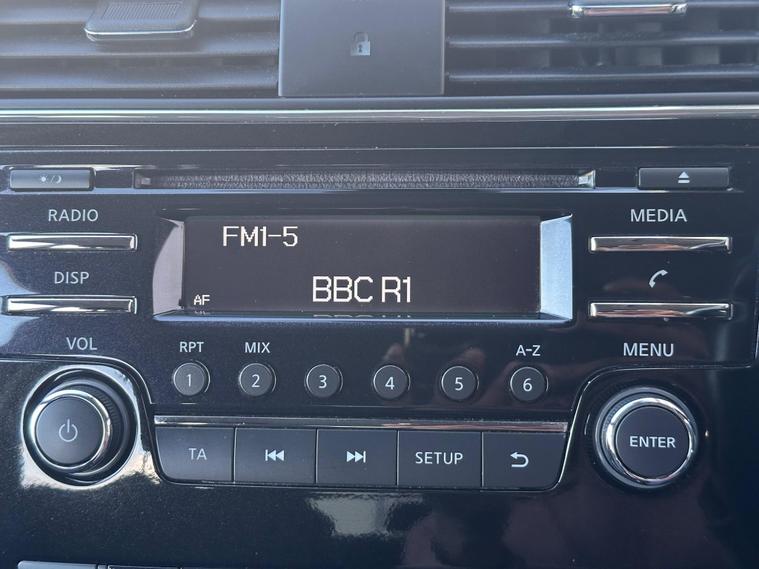 RADIO
MEDIA
FM1-5
DISP
AF
BBC R1
VOL
RPT
MIX
A-Z
MENU
1
2
3
4
5
6
TA
SETUP
ENTER